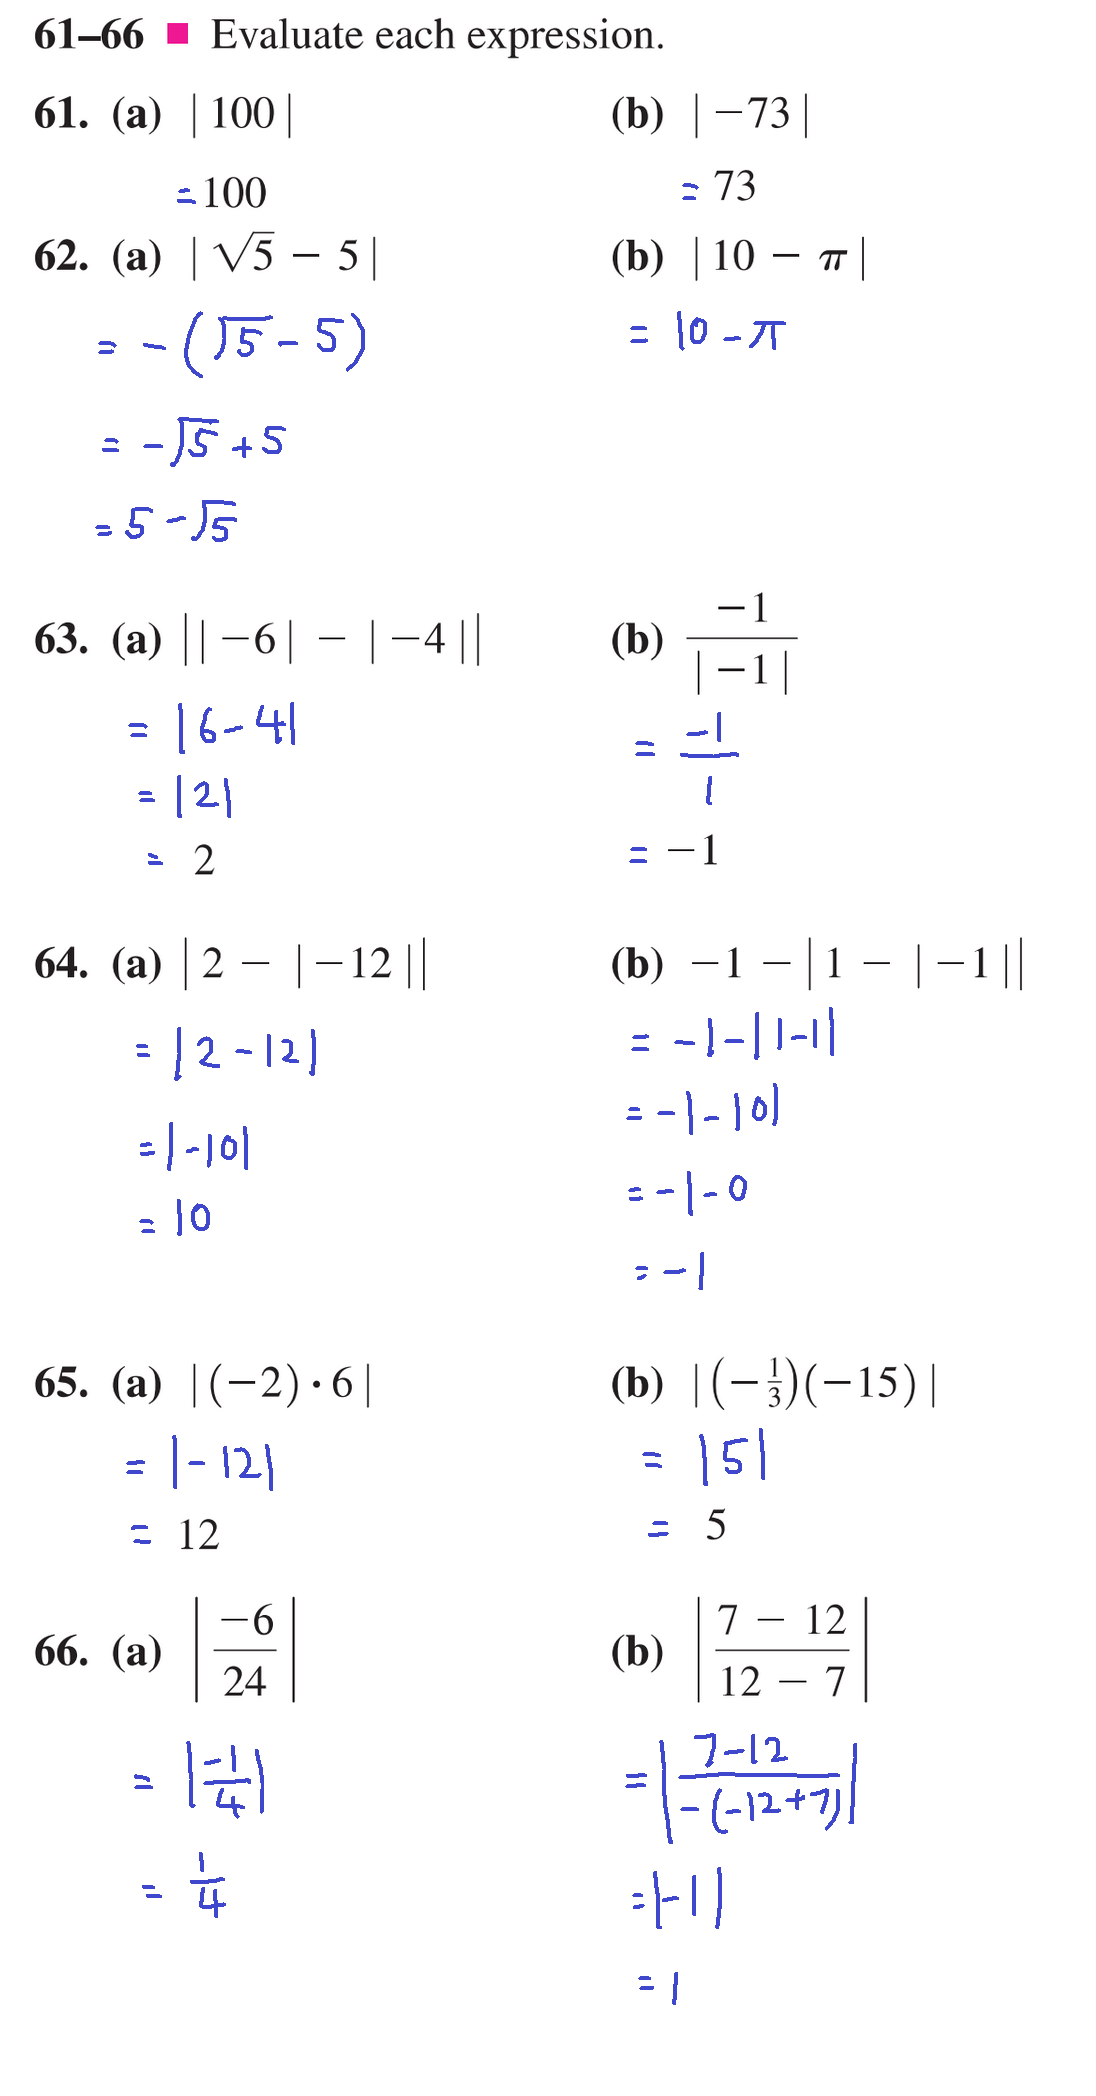 61–66 ■ Evaluate each expression.
61. (a) |100| (b) |−73|
=100 = 73
62. (a) |√5 − 5| (b) |10 − π|
= −(√5 − 5) = 10 − π
= −√5 + 5
= 5 − √5
63. (a) ||−6| − |−4|| (b) −1/|−1|
= |6 − 4| = −1/1
= |2|
= 2 = −1
64. (a) |2 − |−12|| (b) −1 − |1 − |−1||
= |2 − 12| = −1 − |1 − 1|
= −1 − |0|
= |−10|
= −1 − 0
= 10
= −1
65. (a) |(−2) · 6| (b) |(−1/3)(−15)|
= |−12| = |5|
= 12 = 5
66. (a) |−6/24| (b) |(7 − 12)/(12 − 7)|
= |−1/4| = |(7−12)/(−(−12+7))|
= 1/4 = |−1|
= 1